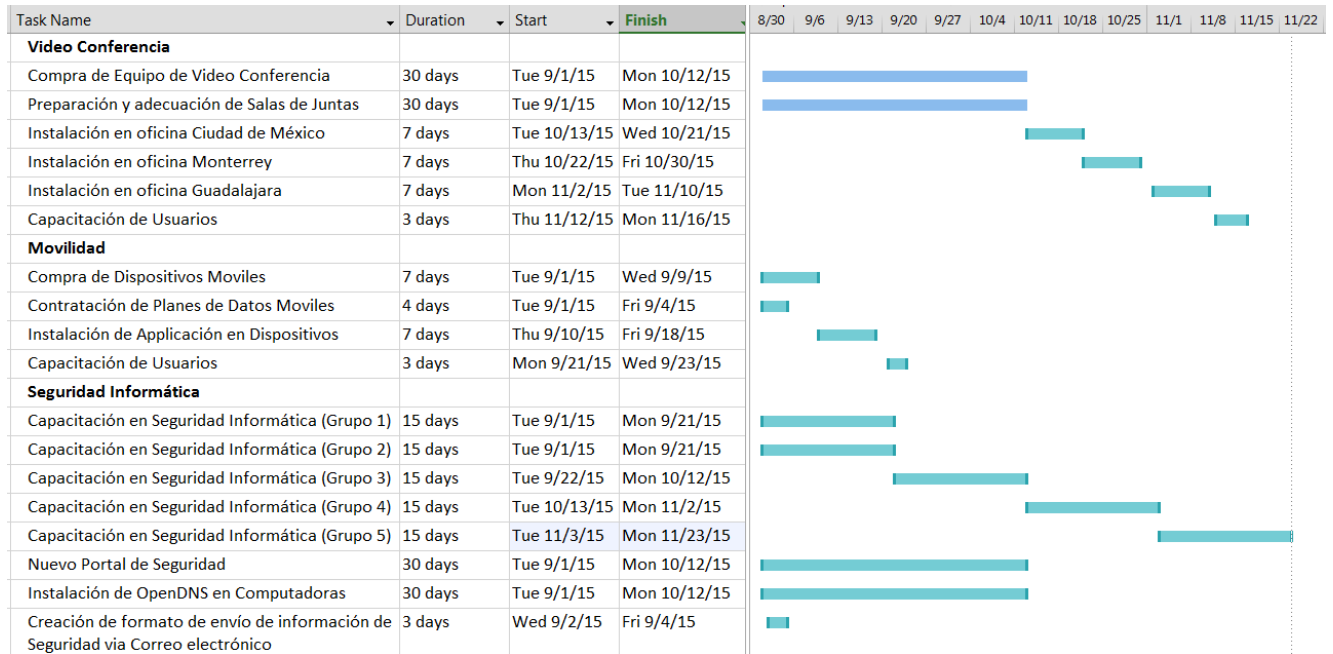 Task Name Duration Start Finish 8/30 9/6 9/13 9/20 9/27 10/4 10/11 10/18 10/25 11/1 11/8 11/15 11/22
Video Conferencia
Compra de Equipo de Video Conferencia 30 days Tue 9/1/15 Mon 10/12/15
Preparación y adecuación de Salas de Juntas 30 days Tue 9/1/15 Mon 10/12/15
Instalación en oficina Ciudad de México 7 days Tue 10/13/15 Wed 10/21/15
Instalación en oficina Monterrey 7 days Thu 10/22/15 Fri 10/30/15
Instalación en oficina Guadalajara 7 days Mon 11/2/15 Tue 11/10/15
Capacitación de Usuarios 3 days Thu 11/12/15 Mon 11/16/15
Movilidad
Compra de Dispositivos Moviles 7 days Tue 9/1/15 Wed 9/9/15
Contratación de Planes de Datos Moviles 4 days Tue 9/1/15 Fri 9/4/15
Instalación de Applicación en Dispositivos 7 days Thu 9/10/15 Fri 9/18/15
Capacitación de Usuarios 3 days Mon 9/21/15 Wed 9/23/15
Seguridad Informática
Capacitación en Seguridad Informática (Grupo 1) 15 days Tue 9/1/15 Mon 9/21/15
Capacitación en Seguridad Informática (Grupo 2) 15 days Tue 9/1/15 Mon 9/21/15
Capacitación en Seguridad Informática (Grupo 3) 15 days Tue 9/22/15 Mon 10/12/15
Capacitación en Seguridad Informática (Grupo 4) 15 days Tue 10/13/15 Mon 11/2/15
Capacitación en Seguridad Informática (Grupo 5) 15 days Tue 11/3/15 Mon 11/23/15
Nuevo Portal de Seguridad 30 days Tue 9/1/15 Mon 10/12/15
Instalación de OpenDNS en Computadoras 30 days Tue 9/1/15 Mon 10/12/15
Creación de formato de envío de información de 3 days Wed 9/2/15 Fri 9/4/15
Seguridad via Correo electrónico